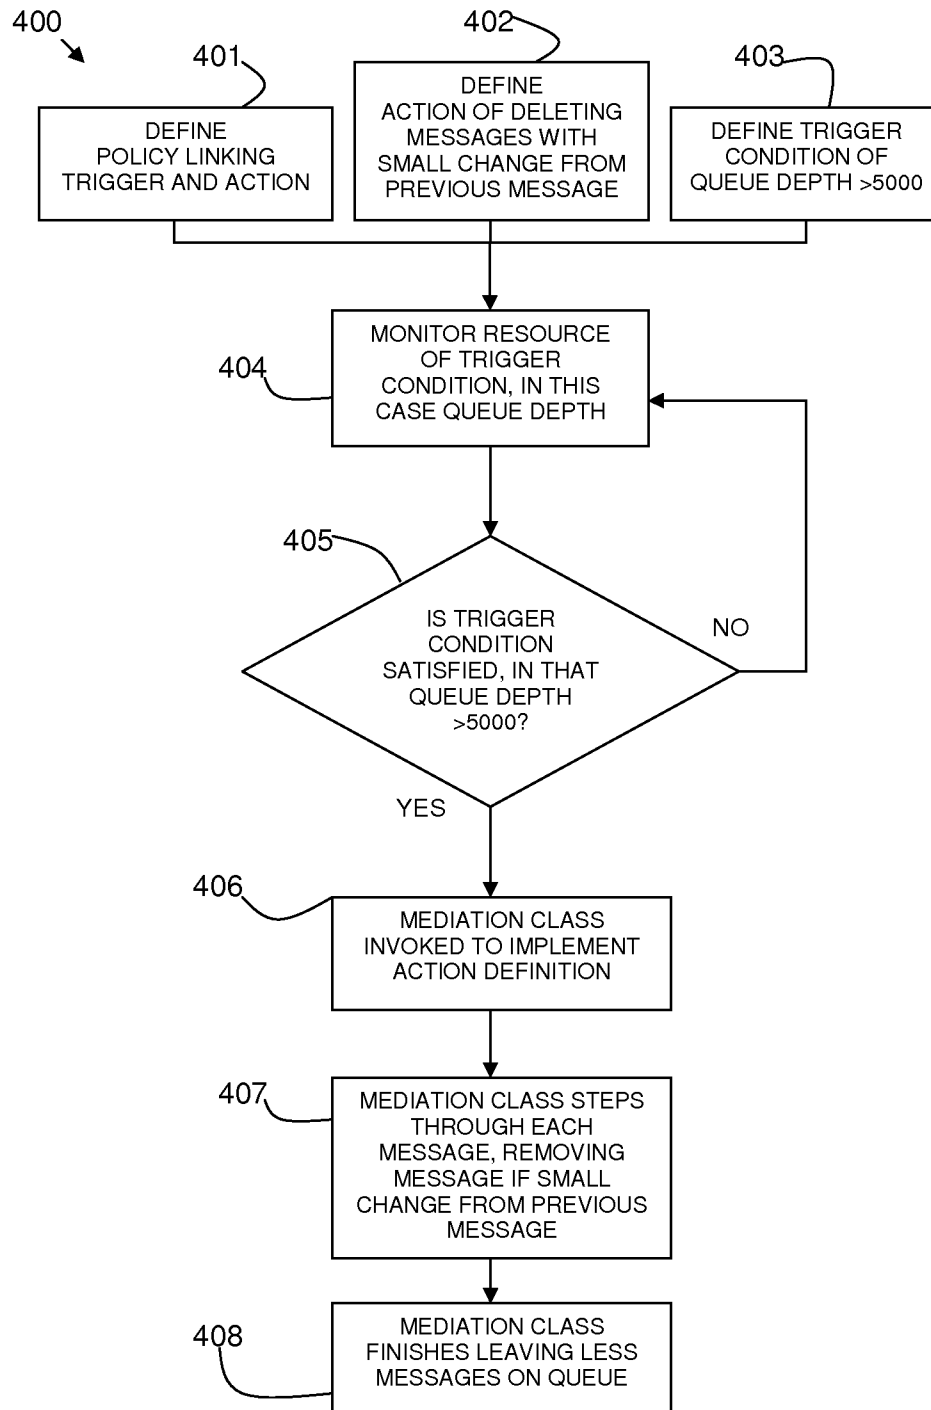 400
401
402
403
DEFINE
POLICY LINKING
TRIGGER AND ACTION
DEFINE
ACTION OF DELETING
MESSAGES WITH
SMALL CHANGE FROM
PREVIOUS MESSAGE
DEFINE TRIGGER
CONDITION OF
QUEUE DEPTH >5000
404
MONITOR RESOURCE
OF TRIGGER
CONDITION, IN THIS
CASE QUEUE DEPTH
405
IS TRIGGER
CONDITION
SATISFIED, IN THAT
QUEUE DEPTH
>5000?
NO
YES
406
MEDIATION CLASS
INVOKED TO IMPLEMENT
ACTION DEFINITION
407
MEDIATION CLASS STEPS
THROUGH EACH
MESSAGE, REMOVING
MESSAGE IF SMALL
CHANGE FROM PREVIOUS
MESSAGE
408
MEDIATION CLASS
FINISHES LEAVING LESS
MESSAGES ON QUEUE